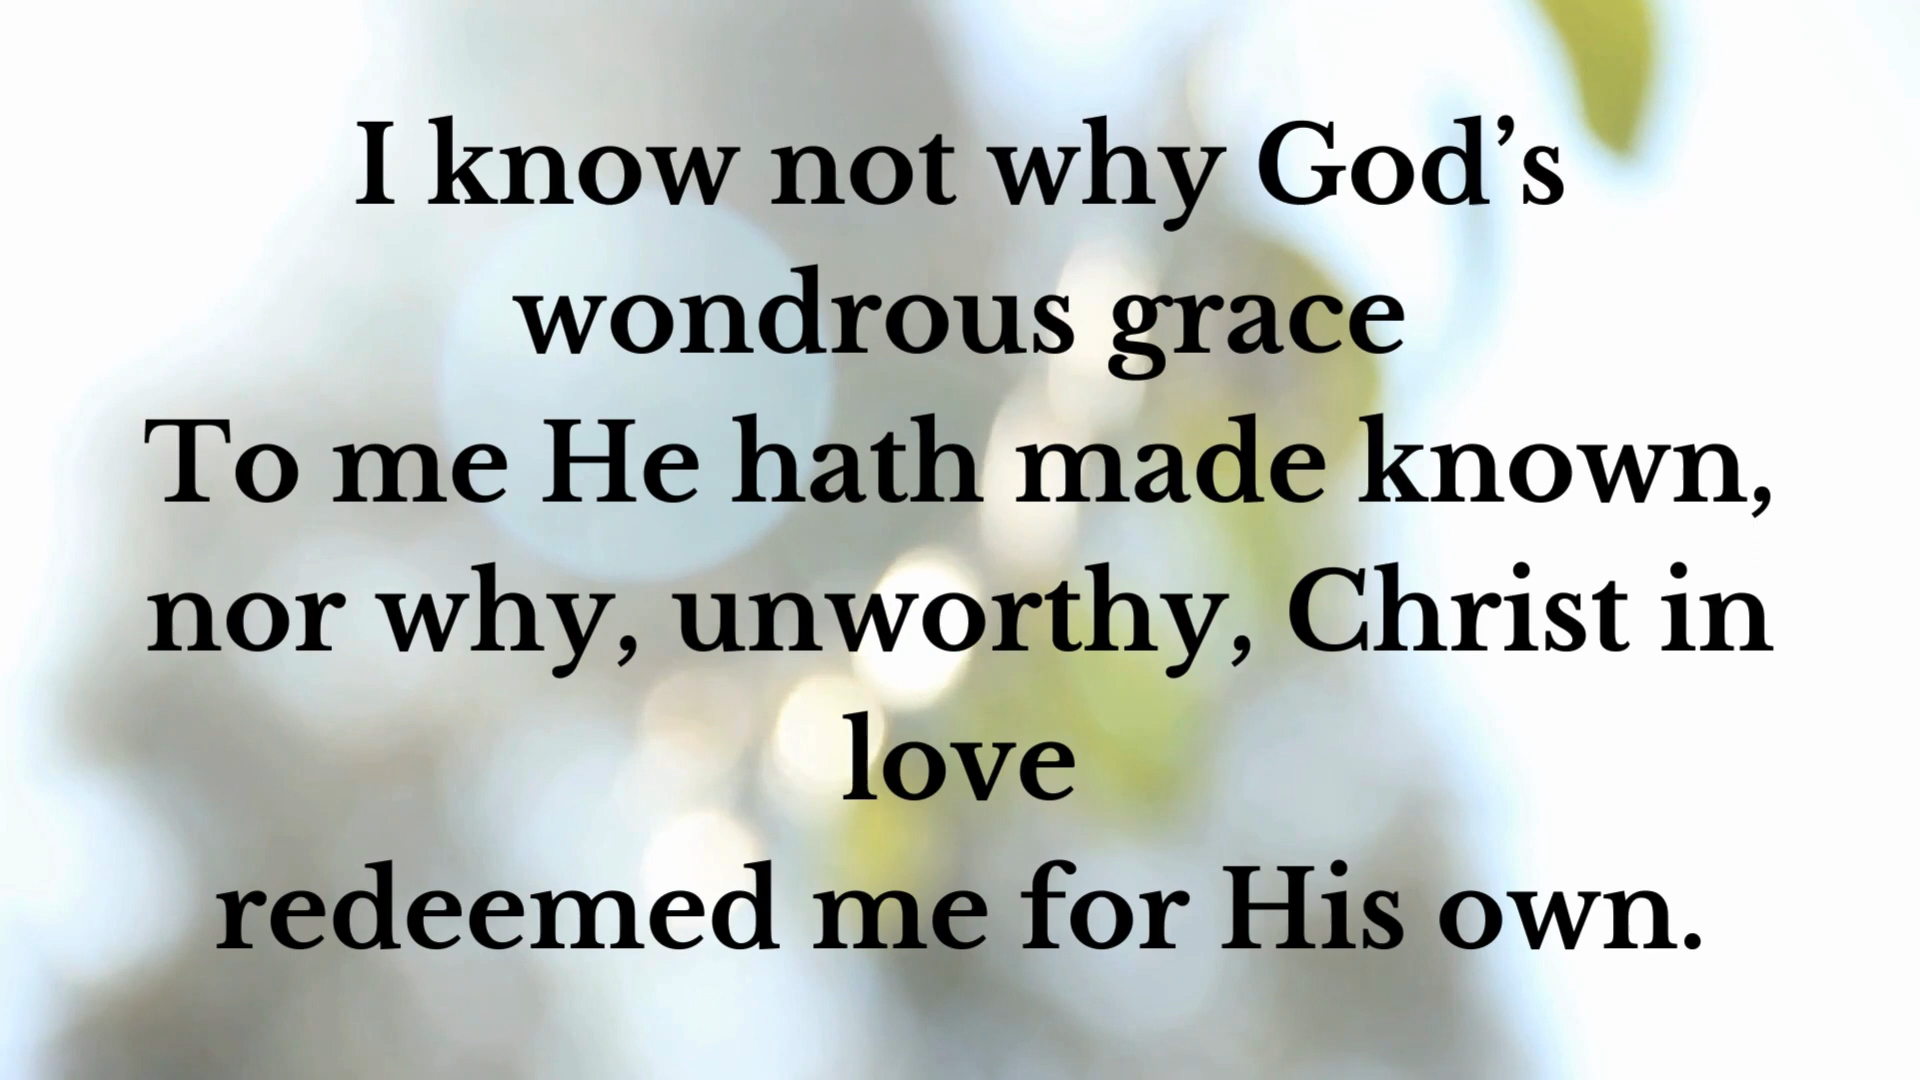 I know not why God’s
wondrous grace
To me He hath made known,
nor why, unworthy, Christ in
love
redeemed me for His own.